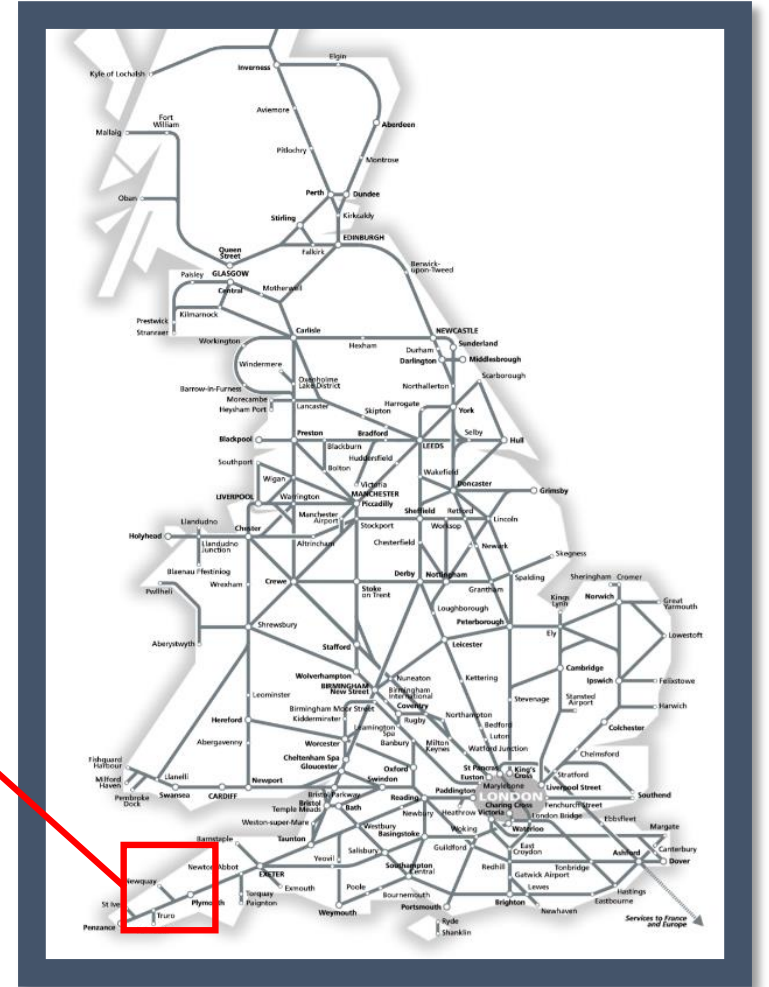 Elgin
Inverness
Kyle of Lochalsh
Aviemore
Fort
William
Mallaig
Aberdeen
Pitlochry
Montrose
Perth
Dundee
Oban
Kirkcaldy
Stirling
EDINBURGH
Queen
Street
Falkirk
Berwick-
upon-Tweed
Paisley
GLASGOW
Central
Motherwell
Kilmarnock
Prestwick
Stranraer
Carlisle
NEWCASTLE
Workington
Hexham
Sunderland
Durham
Darlington
Middlesbrough
Windermere
Oxenholme
Lake District
Scarborough
Barrow-in-Furness
Northallerton
Morecambe
Heysham Port
Lancaster
Harrogate
York
Skipton
Blackpool
Preston
Bradford
Selby
Hull
Blackburn
LEEDS
Southport
Huddersfield
Bolton
Wakefield
Wigan
Victoria
Doncaster
Grimsby
MANCHESTER
LIVERPOOL
Warrington
Piccadilly
Manchester
Airport
Sheffield
Retford
Lincoln
Llandudno
Stockport
Worksop
Holyhead
Chester
Llandudno
Junction
Altrincham
Chesterfield
Newark
Skegness
Blaenau Ffestiniog
Pwllheli
Wrexham
Crewe
Derby
Nottingham
Spalding
Sheringham
Cromer
Stoke
on Trent
Grantham
Kings
Lynn
Norwich
Great
Yarmouth
Loughborough
Shrewsbury
Peterborough
Ely
Lowestoft
Aberystwyth
Stafford
Leicester
Cambridge
Wolverhampton
Nuneaton
Kettering
Ipswich
Felixstowe
BIRMINGHAM
New Street
Birmingham
International
Leominster
Stevenage
Stansted
Airport
Birmingham Moor Street
Coventry
Harwich
Kidderminster
Rugby
Northampton
Hereford
Leamington
Spa
Bedford
Colchester
Abergavenny
Worcester
Banbury
Milton
Keynes
Luton
Watford Junction
Chelmsford
Cheltenham Spa
Gloucester
Fishguard
Harbour
Oxford
St Pancras
King's
Cross
Euston
Stratford
Milford
Haven
Llanelli
Newport
Swindon
Marylebone
Liverpool Street
Pembroke
Dock
Swansea
CARDIFF
Bristol Parkway
Reading
Paddington
LONDON
Southend
Bristol
Temple Meads
Bath
Charing Cross
Fenchurch Street
Newbury
Heathrow
Victoria
London Bridge
Ebbsfleet
Weston-super-Mare
Westbury
Basingstoke
Woking
Waterloo
Margate
Barnstaple
Taunton
Salisbury
Guildford
East
Croydon
Canterbury
Yeovil
Redhill
Tonbridge
Ashford
Dover
Newton Abbot
EXETER
Southampton
Central
Gatwick Airport
Newquay
Exmouth
Poole
Lewes
Hastings
Torquay
Paignton
Bournemouth
Eastbourne
Plymouth
Weymouth
Portsmouth
Brighton
Newhaven
Truro
Ryde
Services to France
and Europe
Penzance
Shanklin